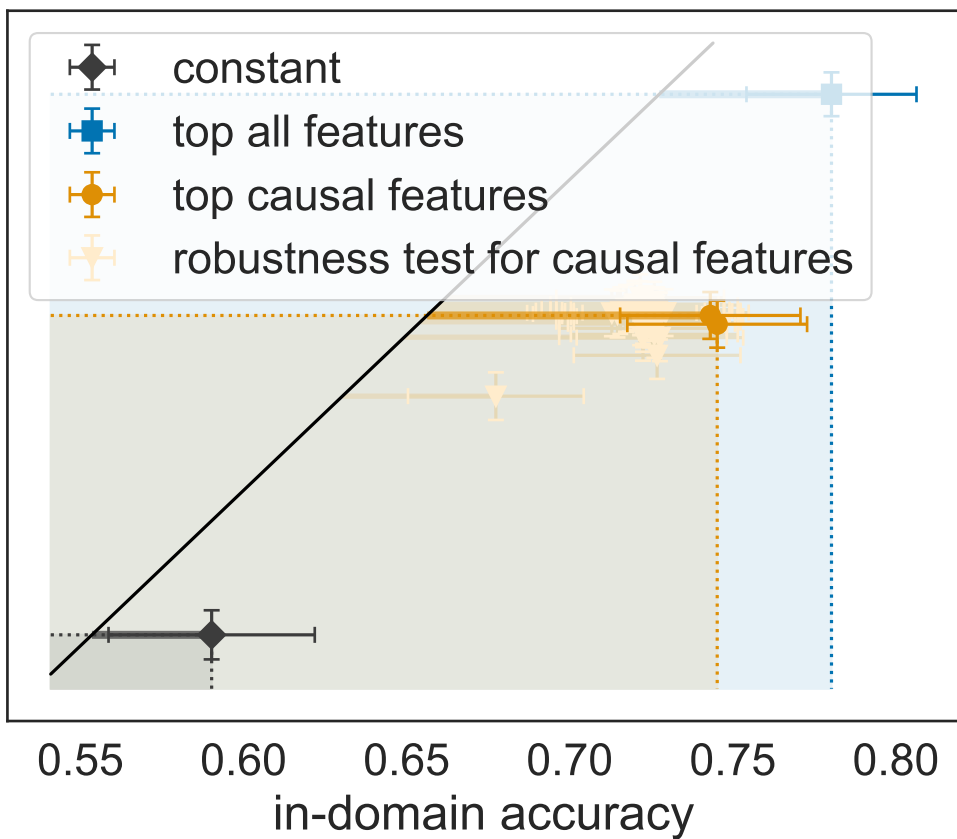 constant
top all features
top causal features
robustness test for causal features
0.55 0.60 0.65 0.70 0.75 0.80
in-domain accuracy